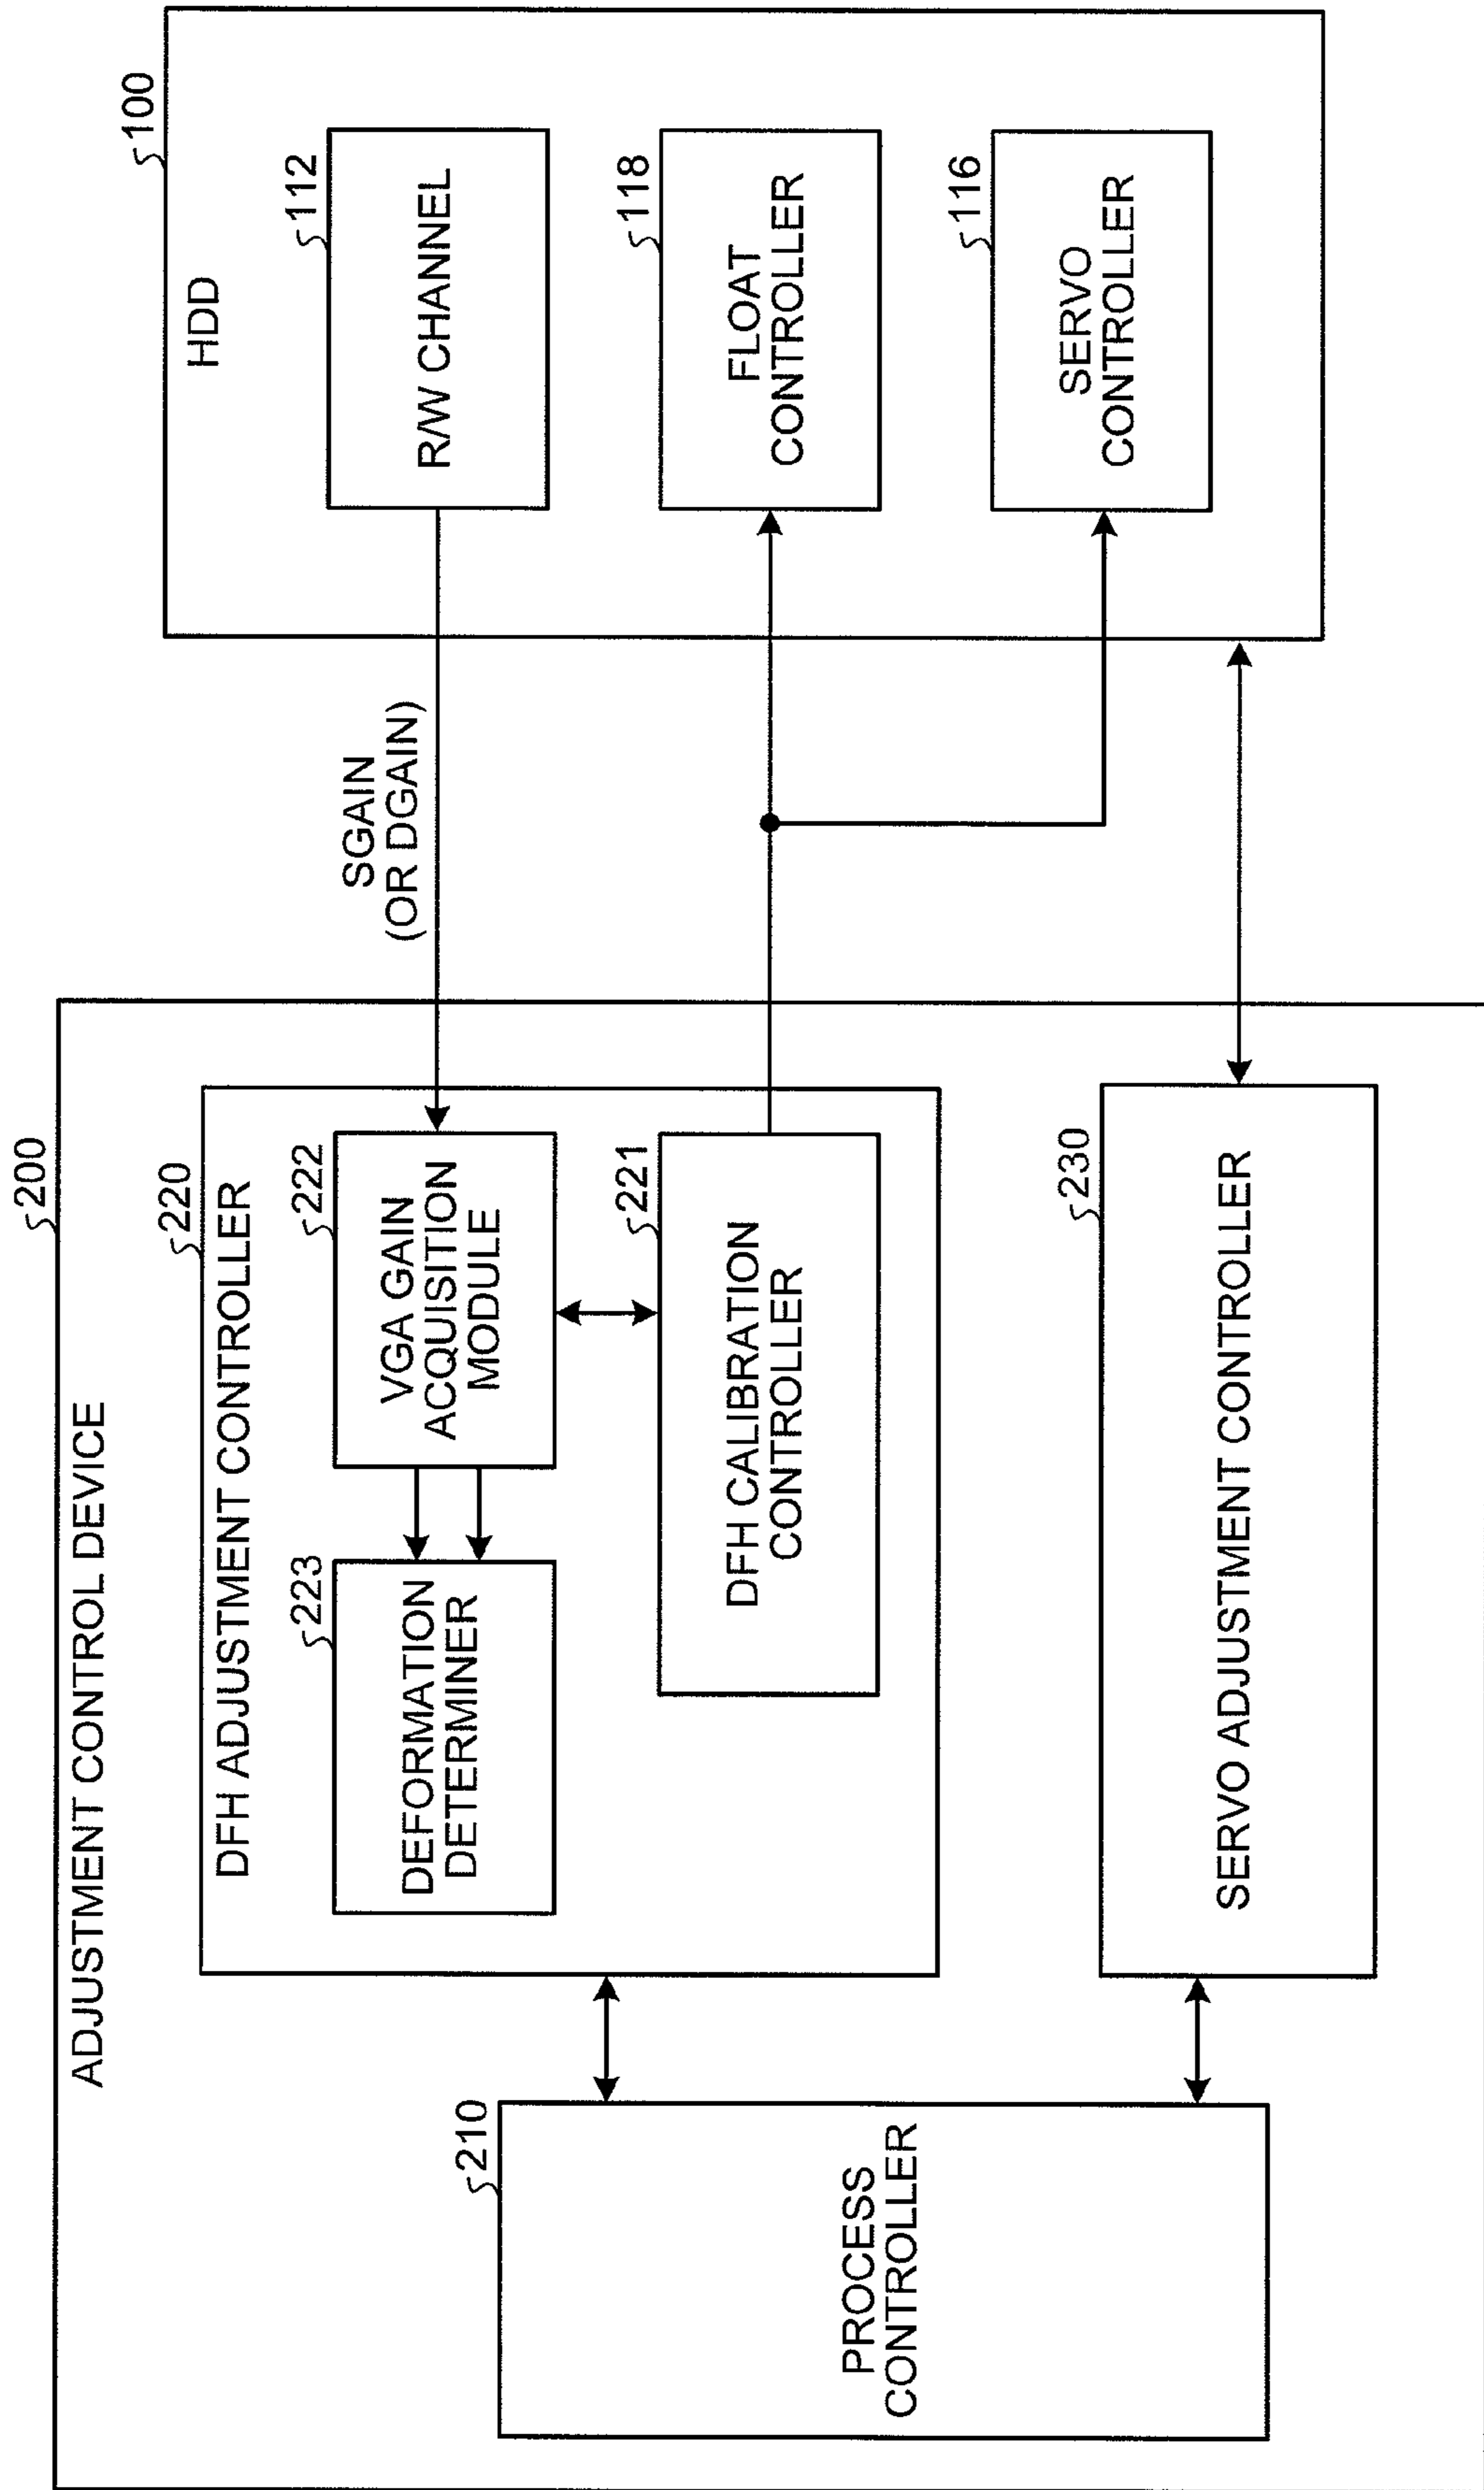 200
ADJUSTMENT CONTROL DEVICE
210
PROCESS
CONTROLLER
220
DFH ADJUSTMENT CONTROLLER
223
DEFORMATION
DETERMINER
222
VGA GAIN
ACQUISITION
MODULE
221
DFH CALIBRATION
CONTROLLER
230
SERVO ADJUSTMENT CONTROLLER
SGAIN
(OR DGAIN)
100
HDD
112
R/W CHANNEL
118
FLOAT
CONTROLLER
116
SERVO
CONTROLLER